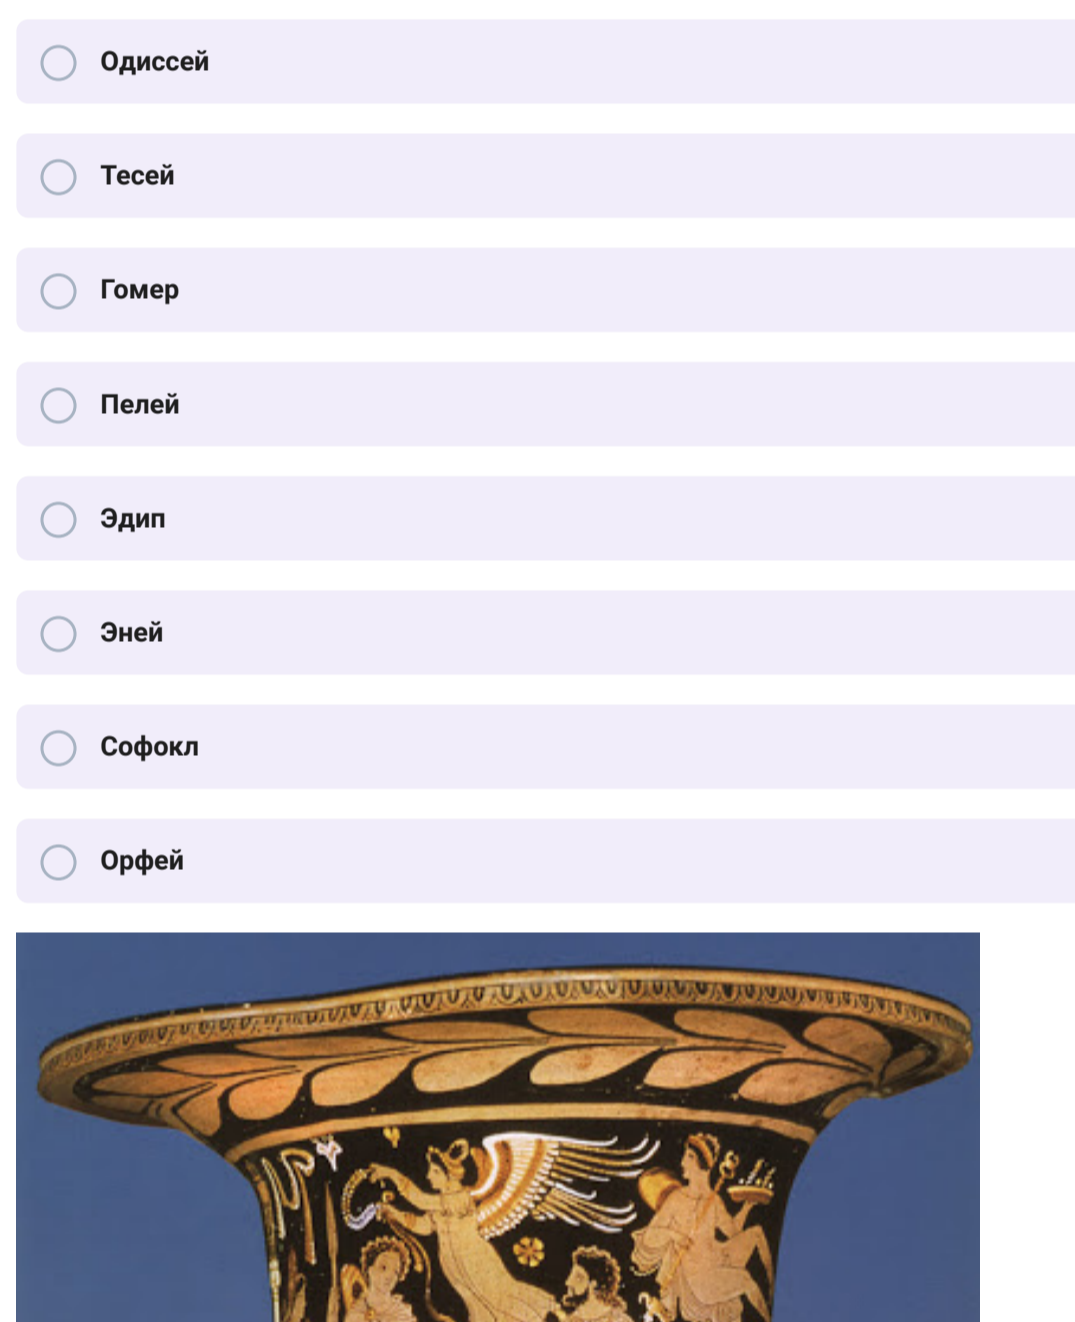 Одиссей
Тесей
Гомер
Пелей
Эдип
Эней
Софокл
Орфей